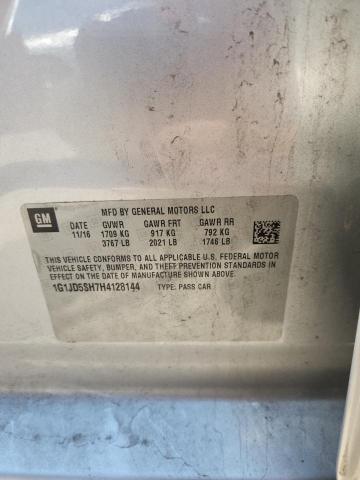 GM
MFD BY GENERAL MOTORS LLC
11/16 GVWR GAWR FRT GAWR RR
1709 KG 917 KG 792 KG
3767 LB 2021 LB 1746 LB
THIS VEHICLE CONFORMS TO ALL APPLICABLE U.S. FEDERAL MOTOR
VEHICLE SAFETY, BUMPER, AND THEFT PREVENTION STANDARDS
IN EFFECT ON THE DATE OF MANUFACTURE SHOWN ABOVE.
1G1JD5SH7H4128144 TYPE: PASS CAR